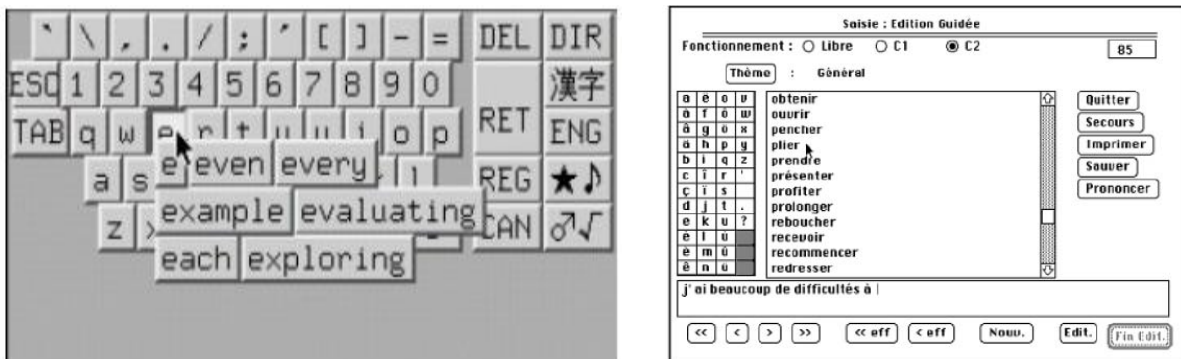 ` \ , . / ; ' [ ] - = DEL DIR
ESC 1 2 3 4 5 6 7 8 9 0 漢字
TAB q w e r t y u i o p RET ENG
e even every
a s l REG ★♪
example evaluating
z CAN ♂√
each exploring
Saisie : Edition Guidée
Fonctionnement : Libre C1 C2 85
Thème : Général
a ë o v obtenir Quitter
à f ô w ouvrir Secours
â g ö x pencher Imprimer
ä h p y plier Sauver
b i q z prendre Prononcer
c î r ' présenter
ç ï s profiter
d j t . prolonger
e k u ? reboucher
é l ù recevoir
è m û recommencer
ê n ü redresser
j'ai beaucoup de difficultés à
<< < > >> << eff < eff Nouv. Edit. Fin Edit.